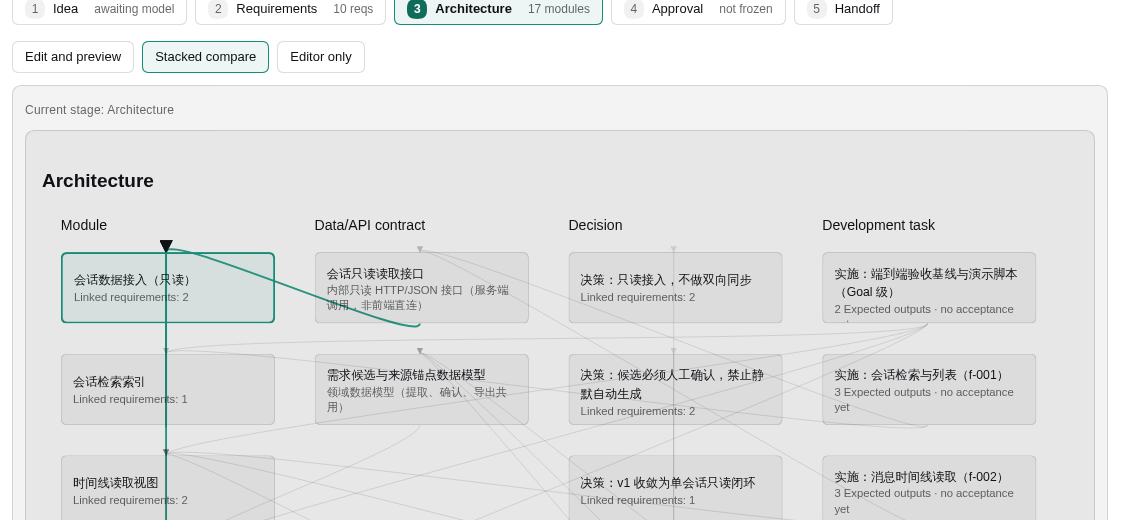 1 Idea awaiting model
2 Requirements 10 reqs
3 Architecture 17 modules
4 Approval not frozen
5 Handoff
Edit and preview
Stacked compare
Editor only
Current stage: Architecture
Architecture
Module
Data/API contract
Decision
Development task
会话数据接入（只读）
Linked requirements: 2
会话只读读取接口
内部只读 HTTP/JSON 接口（服务端
调用，非前端直连）
决策：只读接入，不做双向同步
Linked requirements: 2
实施：端到端验收基线与演示脚本
（Goal 级）
2 Expected outputs · no acceptance
会话检索索引
Linked requirements: 1
需求候选与来源锚点数据模型
领域数据模型（提取、确认、导出共
用）
决策：候选必须人工确认，禁止静
默自动生成
Linked requirements: 2
实施：会话检索与列表（f-001）
3 Expected outputs · no acceptance
yet
时间线读取视图
Linked requirements: 2
决策：v1 收敛为单会话只读闭环
Linked requirements: 1
实施：消息时间线读取（f-002）
3 Expected outputs · no acceptance
yet